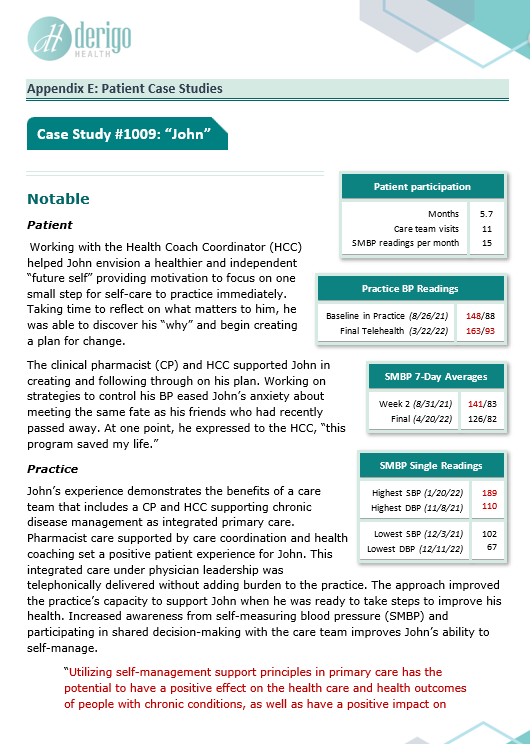 derigo
HEALTH
Appendix E: Patient Case Studies
Case Study #1009: “John”
Notable
Patient
Working with the Health Coach Coordinator (HCC)
helped John envision a healthier and independent
“future self” providing motivation to focus on one
small step for self-care to practice immediately.
Taking time to reflect on what matters to him, he
was able to discover his “why” and begin creating
a plan for change.
The clinical pharmacist (CP) and HCC supported John in
creating and following through on his plan. Working on
strategies to control his BP eased John’s anxiety about
meeting the same fate as his friends who had recently
passed away. At one point, he expressed to the HCC, “this
program saved my life.”
Patient participation
Months 5.7
Care team visits 11
SMBP readings per month 15
Practice BP Readings
Baseline in Practice (8/26/21) 148/88
Final Telehealth (3/22/22) 163/93
SMBP 7-Day Averages
Week 2 (8/31/21) 141/83
Final (4/20/22) 126/82
SMBP Single Readings
Highest SBP (1/20/22) 189
Highest DBP (11/8/21) 110
Lowest SBP (12/3/21) 102
Lowest DBP (12/11/22) 67
Practice
John’s experience demonstrates the benefits of a care
team that includes a CP and HCC supporting chronic
disease management as integrated primary care.
Pharmacist care supported by care coordination and health
coaching set a positive patient experience for John. This
integrated care under physician leadership was
telephonically delivered without adding burden to the practice. The approach improved
the practice’s capacity to support John when he was ready to take steps to improve his
health. Increased awareness from self-measuring blood pressure (SMBP) and
participating in shared decision-making with the care team improves John’s ability to
self-manage.
“Utilizing self-management support principles in primary care has the
potential to have a positive effect on the health care and health outcomes
of people with chronic conditions, as well as have a positive impact on